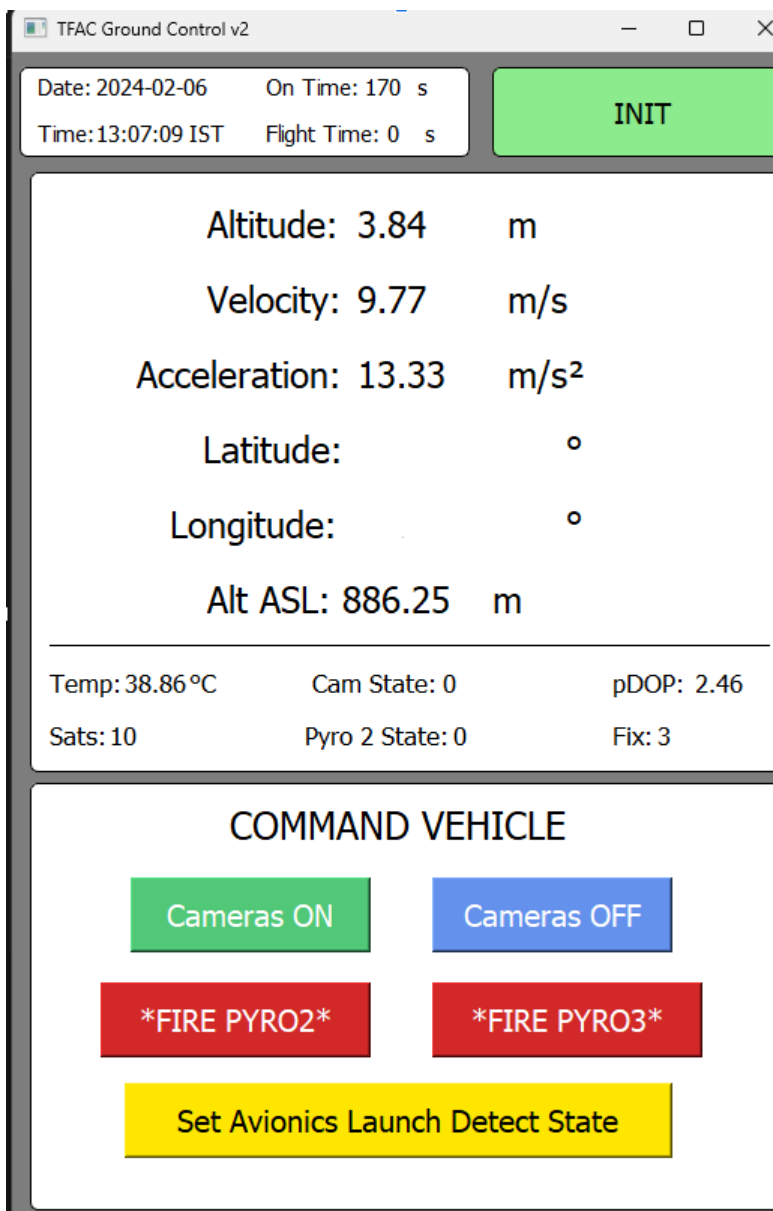 TFAC Ground Control v2
Date: 2024-02-06 On Time: 170 s
Time: 13:07:09 IST Flight Time: 0 s
INIT
Altitude: 3.84 m
Velocity: 9.77 m/s
Acceleration: 13.33 m/s²
Latitude: °
Longitude: °
Alt ASL: 886.25 m
Temp: 38.86 °C Cam State: 0 pDOP: 2.46
Sats: 10 Pyro 2 State: 0 Fix: 3
COMMAND VEHICLE
Cameras ON Cameras OFF
*FIRE PYRO2* *FIRE PYRO3*
Set Avionics Launch Detect State